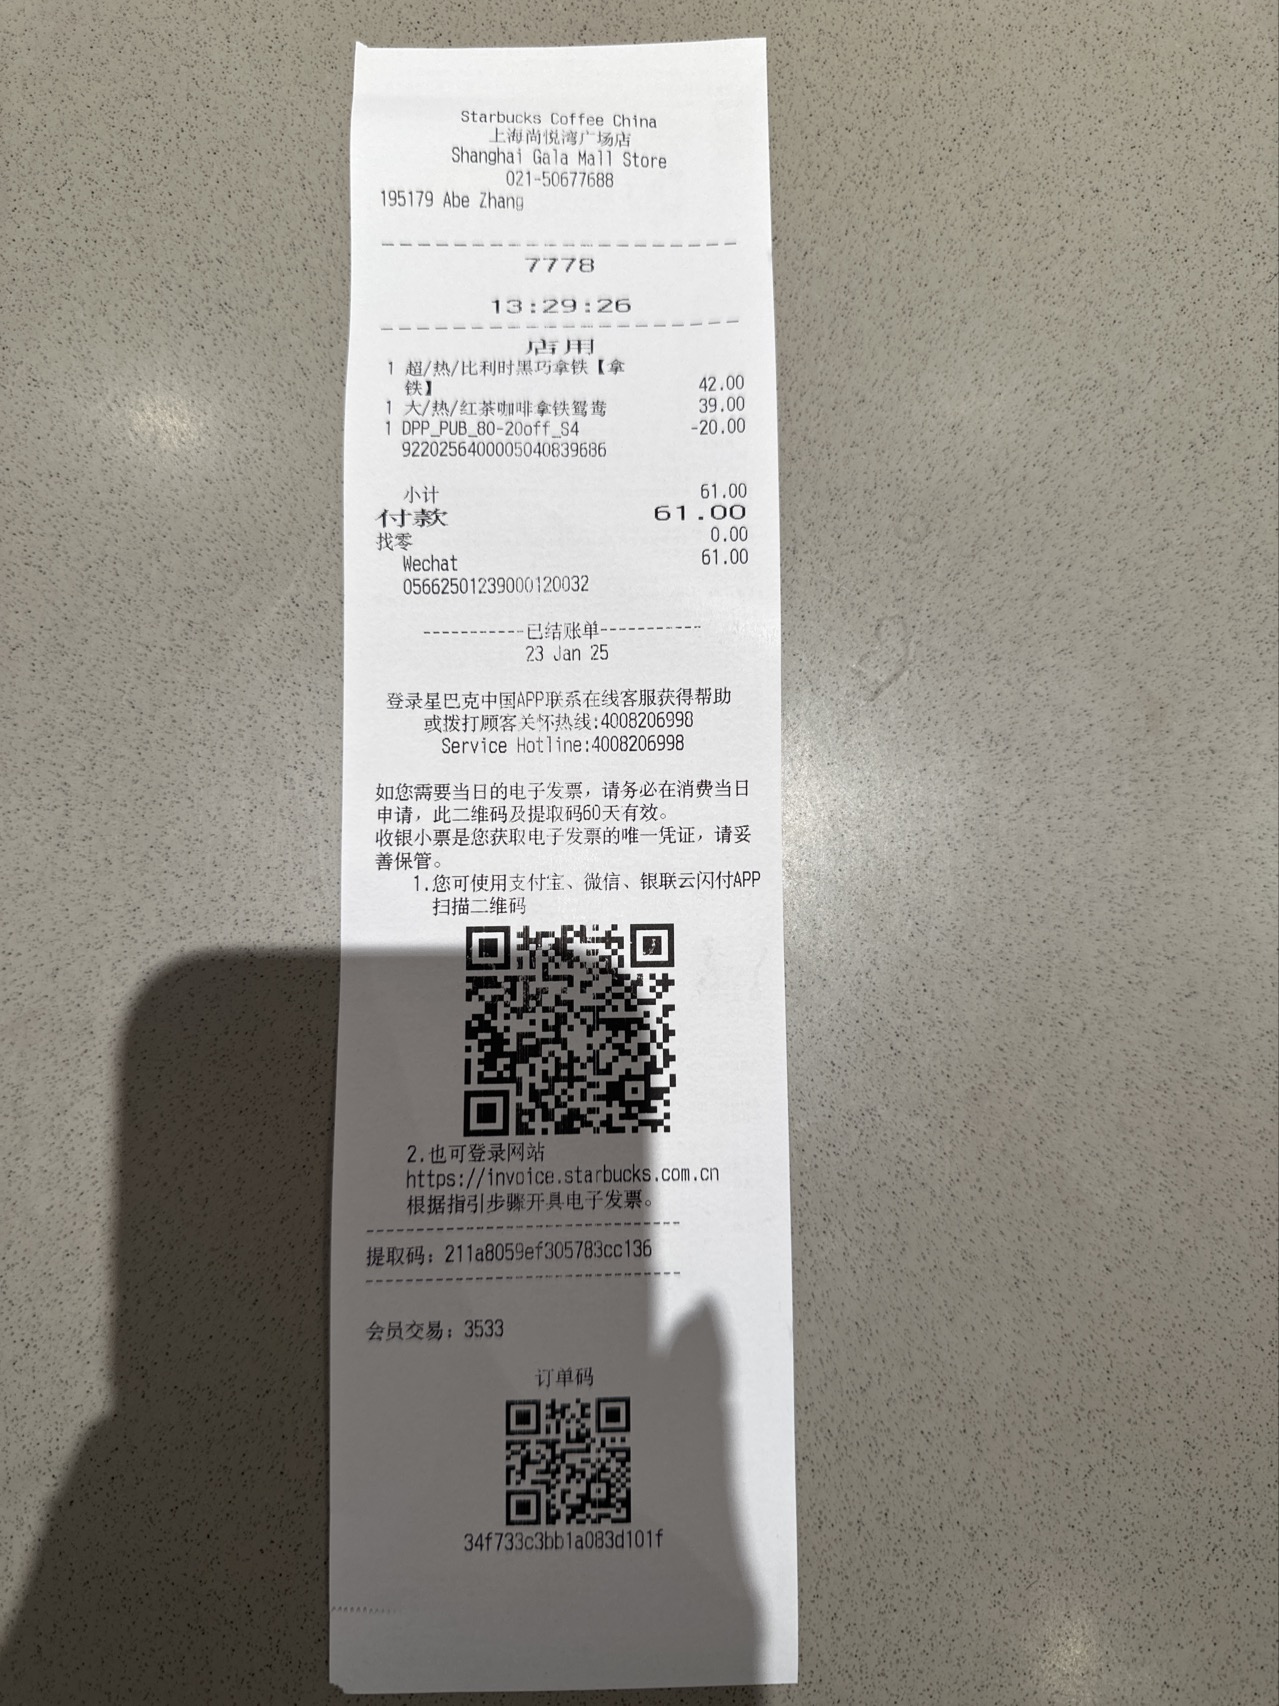 Starbucks Coffee China
上海尚悦湾广场店
Shanghai Gala Mall Store
021-50677688
195179 Abe Zhang
7778
13:29:26
店用
1 超/热/比利时黑巧拿铁【拿
铁】 42.00
1 大/热/红茶咖啡拿铁鸳鸯 39.00
1 DPP_PUB_80-20off_S4 -20.00
9220256400005040839686
小计 61.00
付款 61.00
找零 0.00
Wechat 61.00
05662501239000120032
-----------已结账单-----------
23 Jan 25
登录星巴克中国APP联系在线客服获得帮助
或拨打顾客关怀热线:4008206998
Service Hotline:4008206998
如您需要当日的电子发票，请务必在消费当日
申请，此二维码及提取码60天有效。
收银小票是您获取电子发票的唯一凭证，请妥
善保管。
1.您可使用支付宝、微信、银联云闪付APP
扫描二维码
2.也可登录网站
https://invoice.starbucks.com.cn
根据指引步骤开具电子发票。
提取码：211a8059ef305783cc136
会员交易：3533
订单码
34f733c3bb1a083d101f